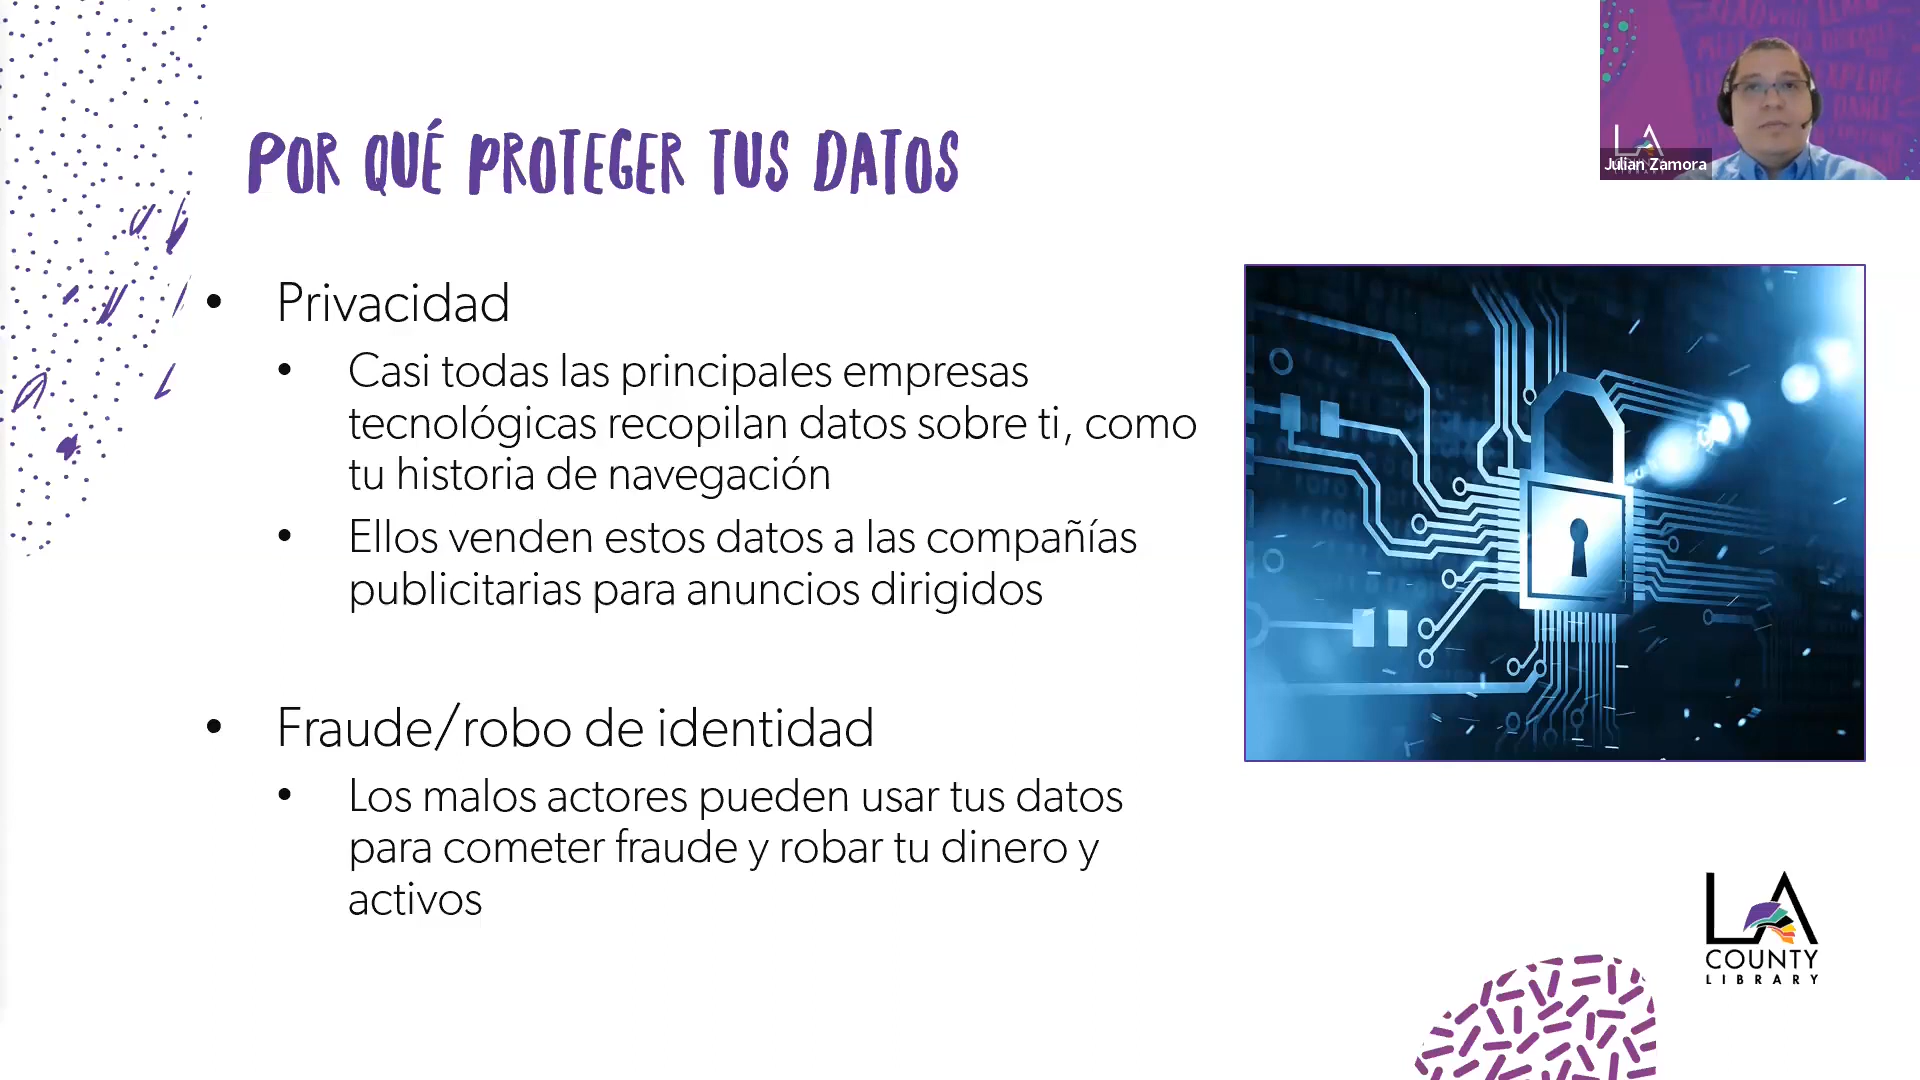 POR QUÉ PROTEGER TUS DATOS
• Privacidad
• Casi todas las principales empresas
tecnológicas recopilan datos sobre ti, como
tu historia de navegación
• Ellos venden estos datos a las compañías
publicitarias para anuncios dirigidos
• Fraude/robo de identidad
• Los malos actores pueden usar tus datos
para cometer fraude y robar tu dinero y
activos
LA
Julian Zamora
LA
COUNTY
LIBRARY